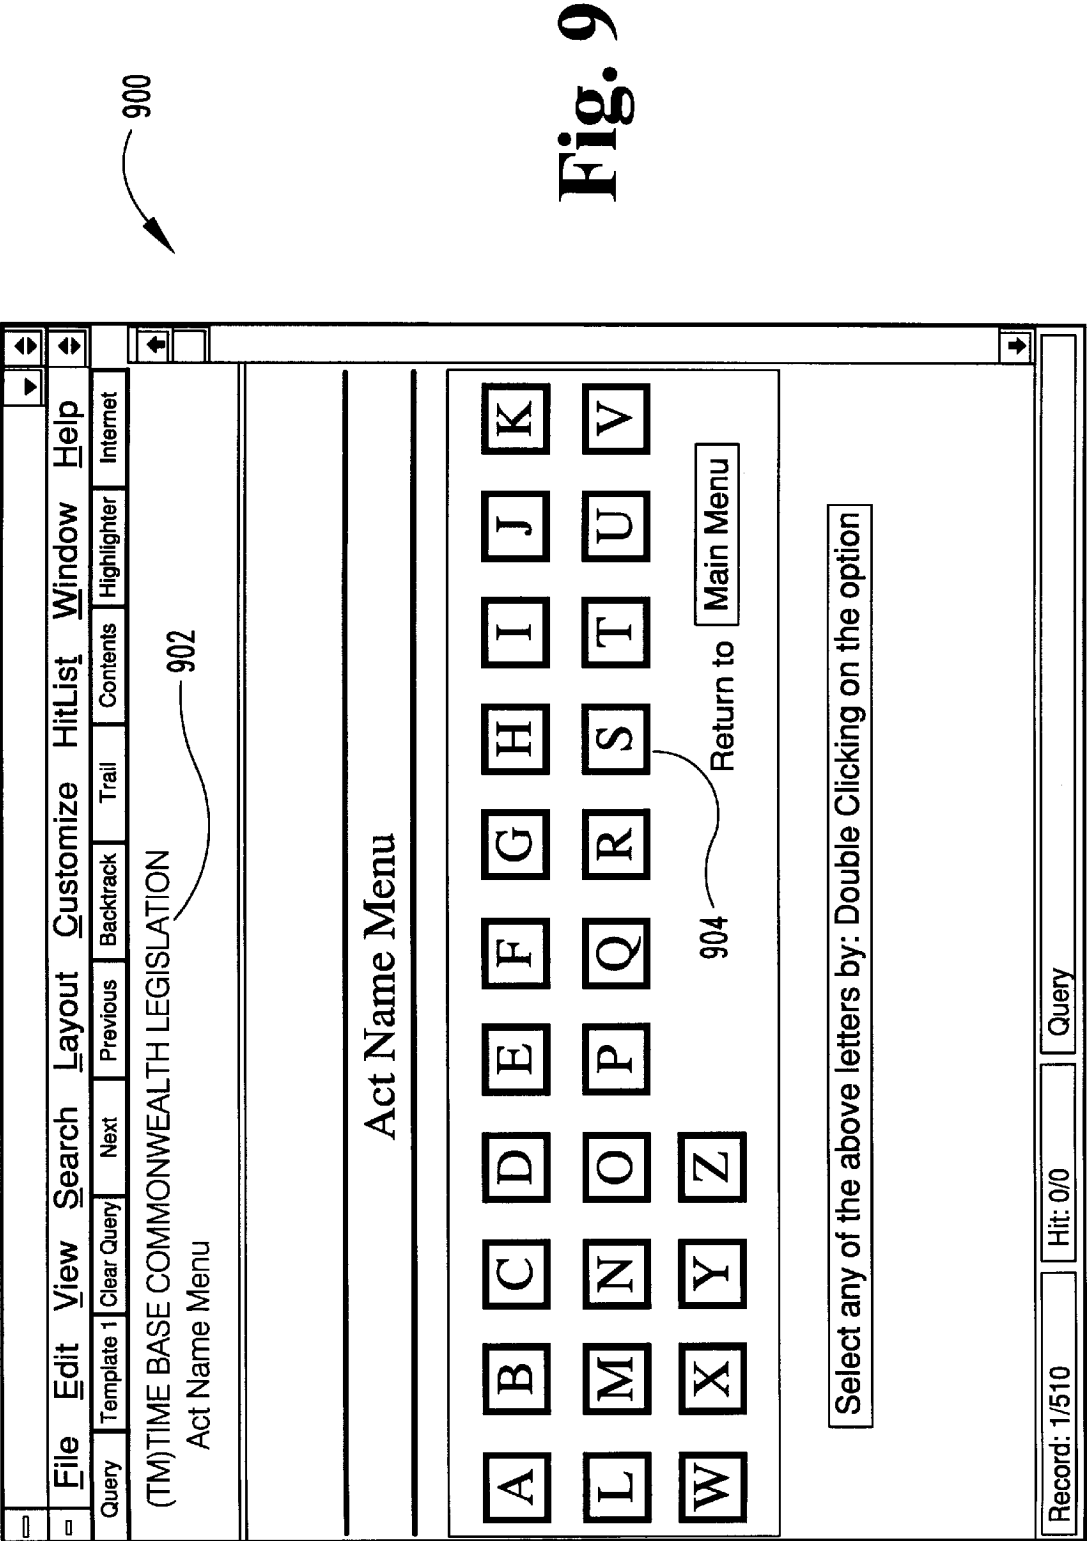 File Edit View Search Layout Customize HitList Window Help
Query Template 1 Clear Query Next Previous Backtrack Trail Contents Highlighter Internet
(TM)TIME BASE COMMONWEALTH LEGISLATION
Act Name Menu
902
900
Act Name Menu
A B C D E F G H I J K
L M N O P Q R S T U V
W X Y Z
904
Return to Main Menu
Select any of the above letters by: Double Clicking on the option
Record: 1/510 Hit: 0/0 Query
Fig. 9